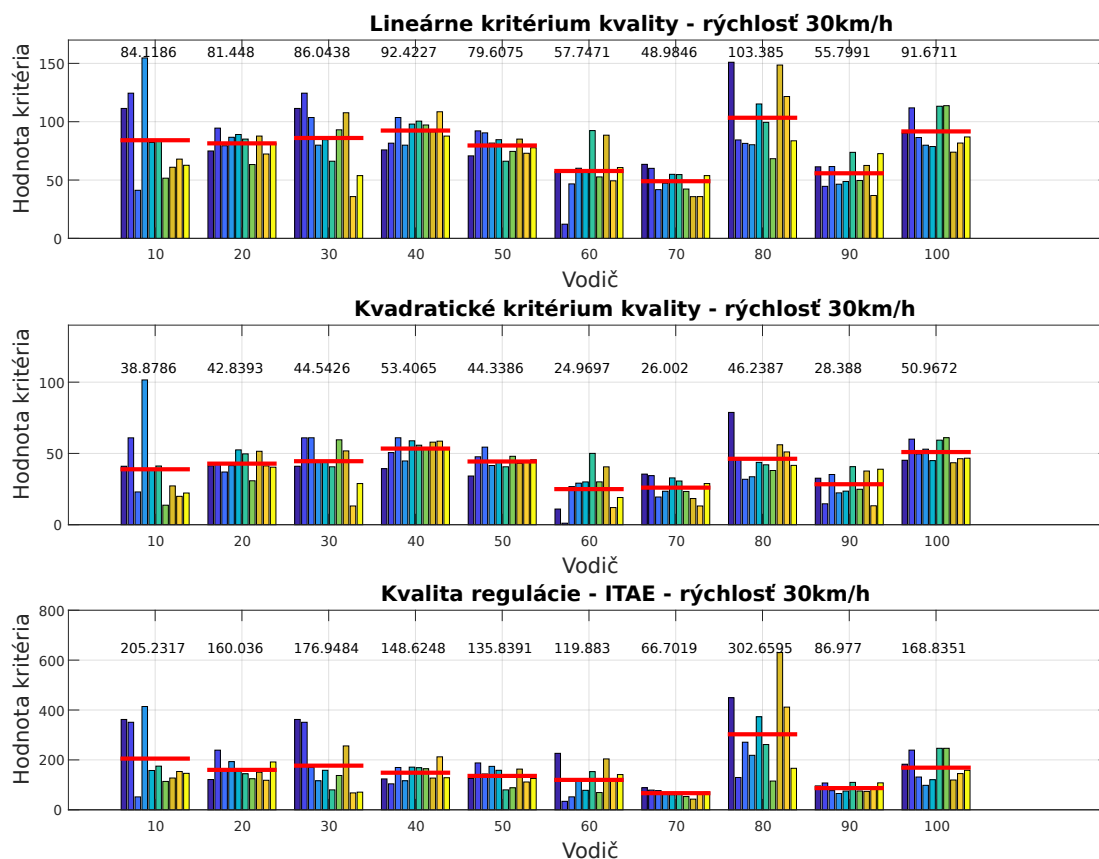 Lineárne kritérium kvality - rýchlosť 30km/h
84.1186 81.448 86.0438 92.4227 79.6075 57.7471 48.9846 103.385 55.7991 91.6711
150
100
50
0
Hodnota kritéria
10 20 30 40 50 60 70 80 90 100
Vodič
Kvadratické kritérium kvality - rýchlosť 30km/h
38.8786 42.8393 44.5426 53.4065 44.3386 24.9697 26.002 46.2387 28.388 50.9672
100
50
0
Hodnota kritéria
10 20 30 40 50 60 70 80 90 100
Vodič
Kvalita regulácie - ITAE - rýchlosť 30km/h
800
205.2317 160.036 176.9484 148.6248 135.8391 119.883 66.7019 302.6595 86.977 168.8351
600
400
200
0
Hodnota kritéria
10 20 30 40 50 60 70 80 90 100
Vodič